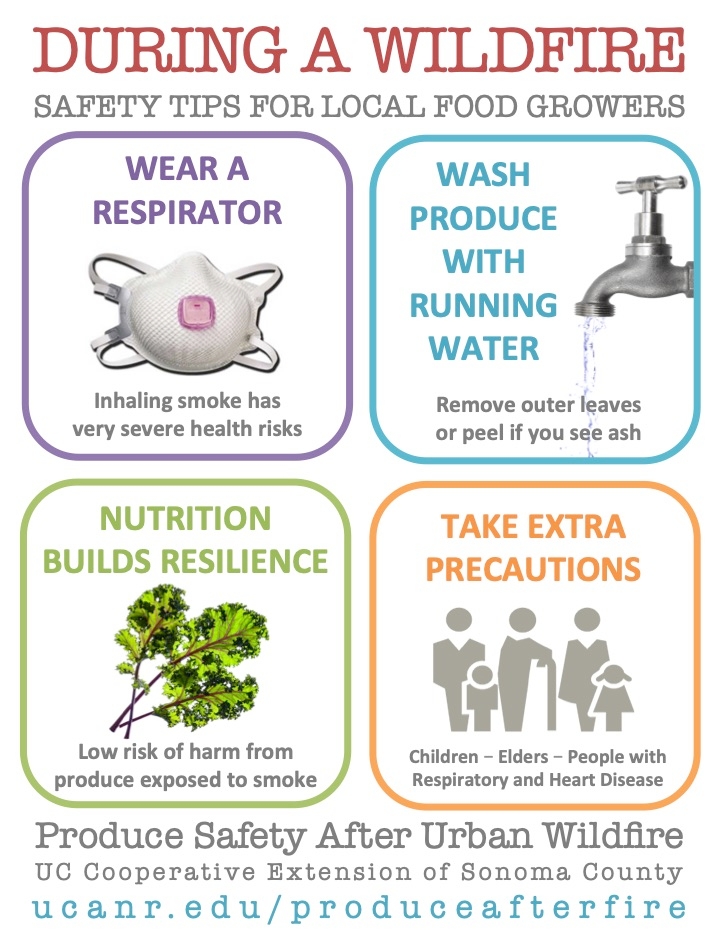 DURING A WILDFIRE
SAFETY TIPS FOR LOCAL FOOD GROWERS
WEAR A
RESPIRATOR
Inhaling smoke has
very severe health risks
WASH
PRODUCE
WITH
RUNNING
WATER
Remove outer leaves
or peel if you see ash
NUTRITION
BUILDS RESILIENCE
Low risk of harm from
produce exposed to smoke
TAKE EXTRA
PRECAUTIONS
Children – Elders – People with
Respiratory and Heart Disease
Produce Safety After Urban Wildfire
UC Cooperative Extension of Sonoma County
ucanr.edu/produceafterfire